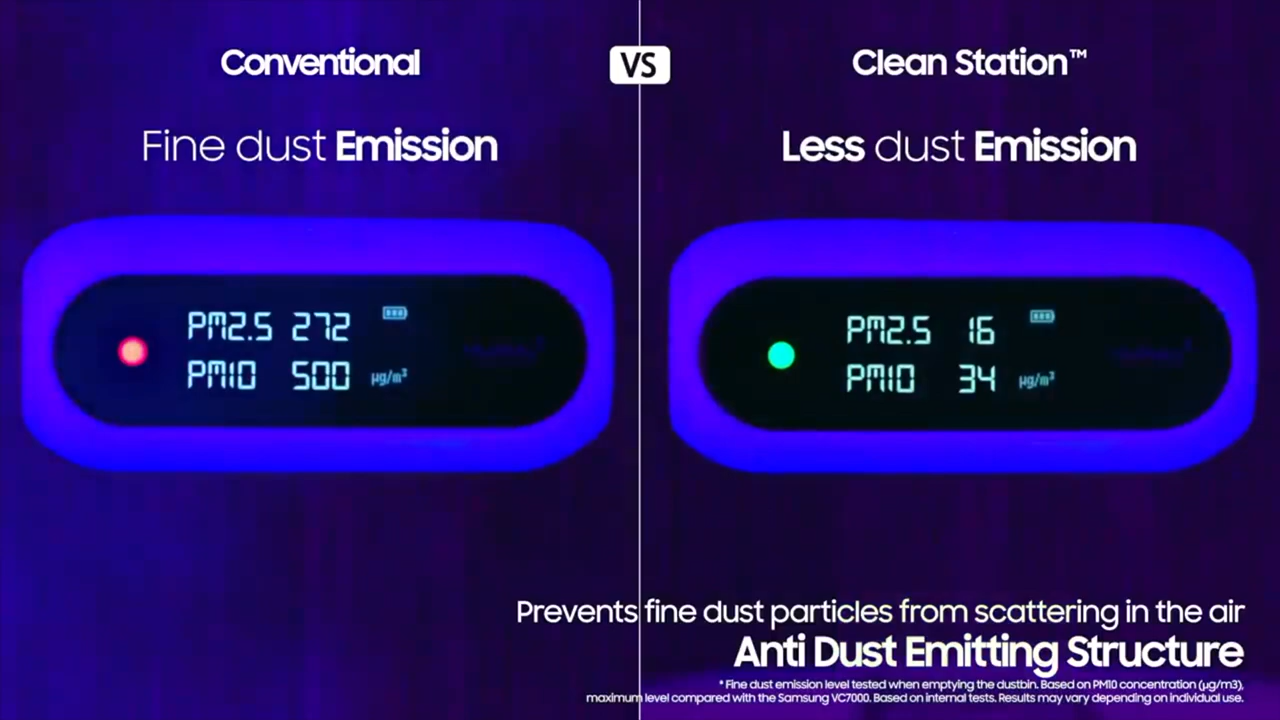 Conventional
VS
Clean Station™
Fine dust Emission
Less dust Emission
PM2.5 272
PM10 500 µg/m³
PM2.5 16
PM10 34 µg/m³
Prevents fine dust particles from scattering in the air
Anti Dust Emitting Structure
* Fine dust emission level tested when emptying the dustbin. Based on PM10 concentration (µg/m3),
maximum level compared with the Samsung VC7000. Based on internal tests. Results may vary depending on individual use.